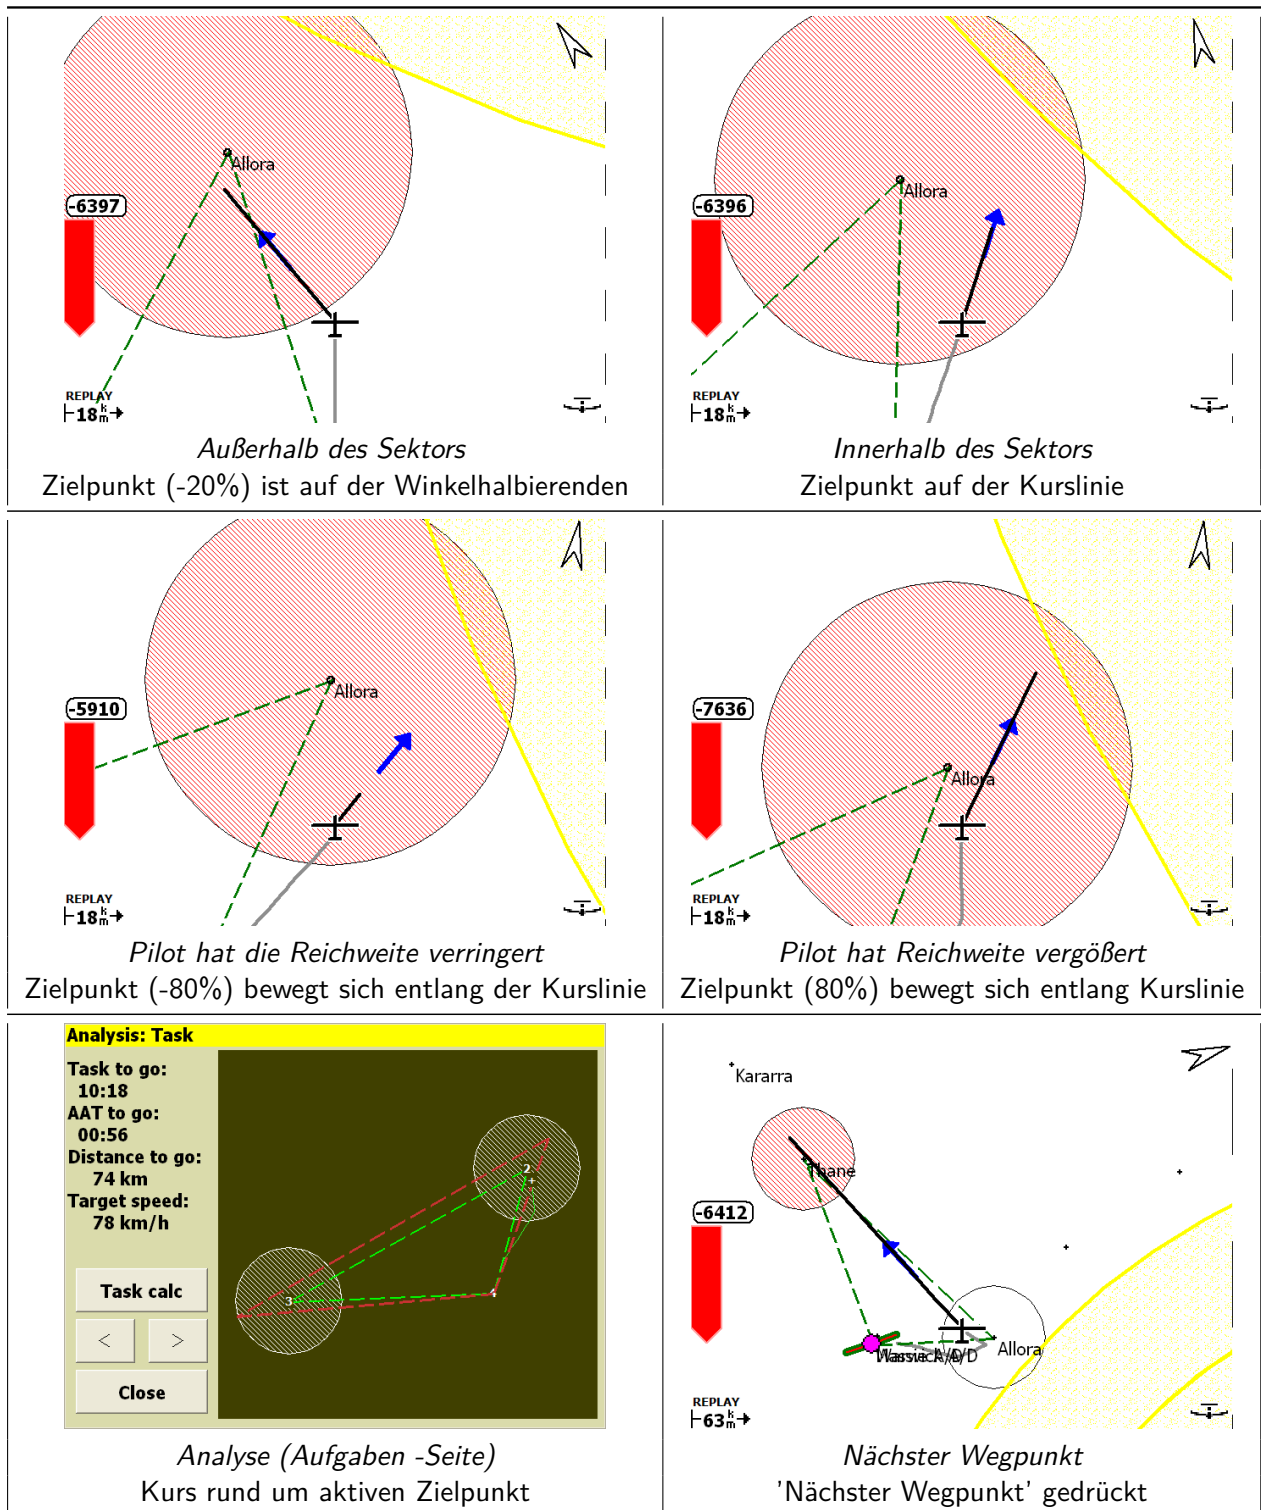 Allora
-6397
REPLAY
18 km
Außerhalb des Sektors
Zielpunkt (-20%) ist auf der Winkelhalbierenden
Allora
-6396
REPLAY
18 km
Innerhalb des Sektors
Zielpunkt auf der Kurslinie
Allora
-5910
REPLAY
18 km
Pilot hat die Reichweite verringert
Zielpunkt (-80%) bewegt sich entlang der Kurslinie
Allora
-7636
REPLAY
18 km
Pilot hat Reichweite vergößert
Zielpunkt (80%) bewegt sich entlang Kurslinie
Analysis: Task
Task to go:
10:18
AAT to go:
00:56
Distance to go:
74 km
Target speed:
78 km/h
Task calc
<
>
Close
2
3
Analyse (Aufgaben -Seite)
Kurs rund um aktiven Zielpunkt
Kararra
Thane
-6412
Allora
REPLAY
63 km
Nächster Wegpunkt
'Nächster Wegpunkt' gedrückt